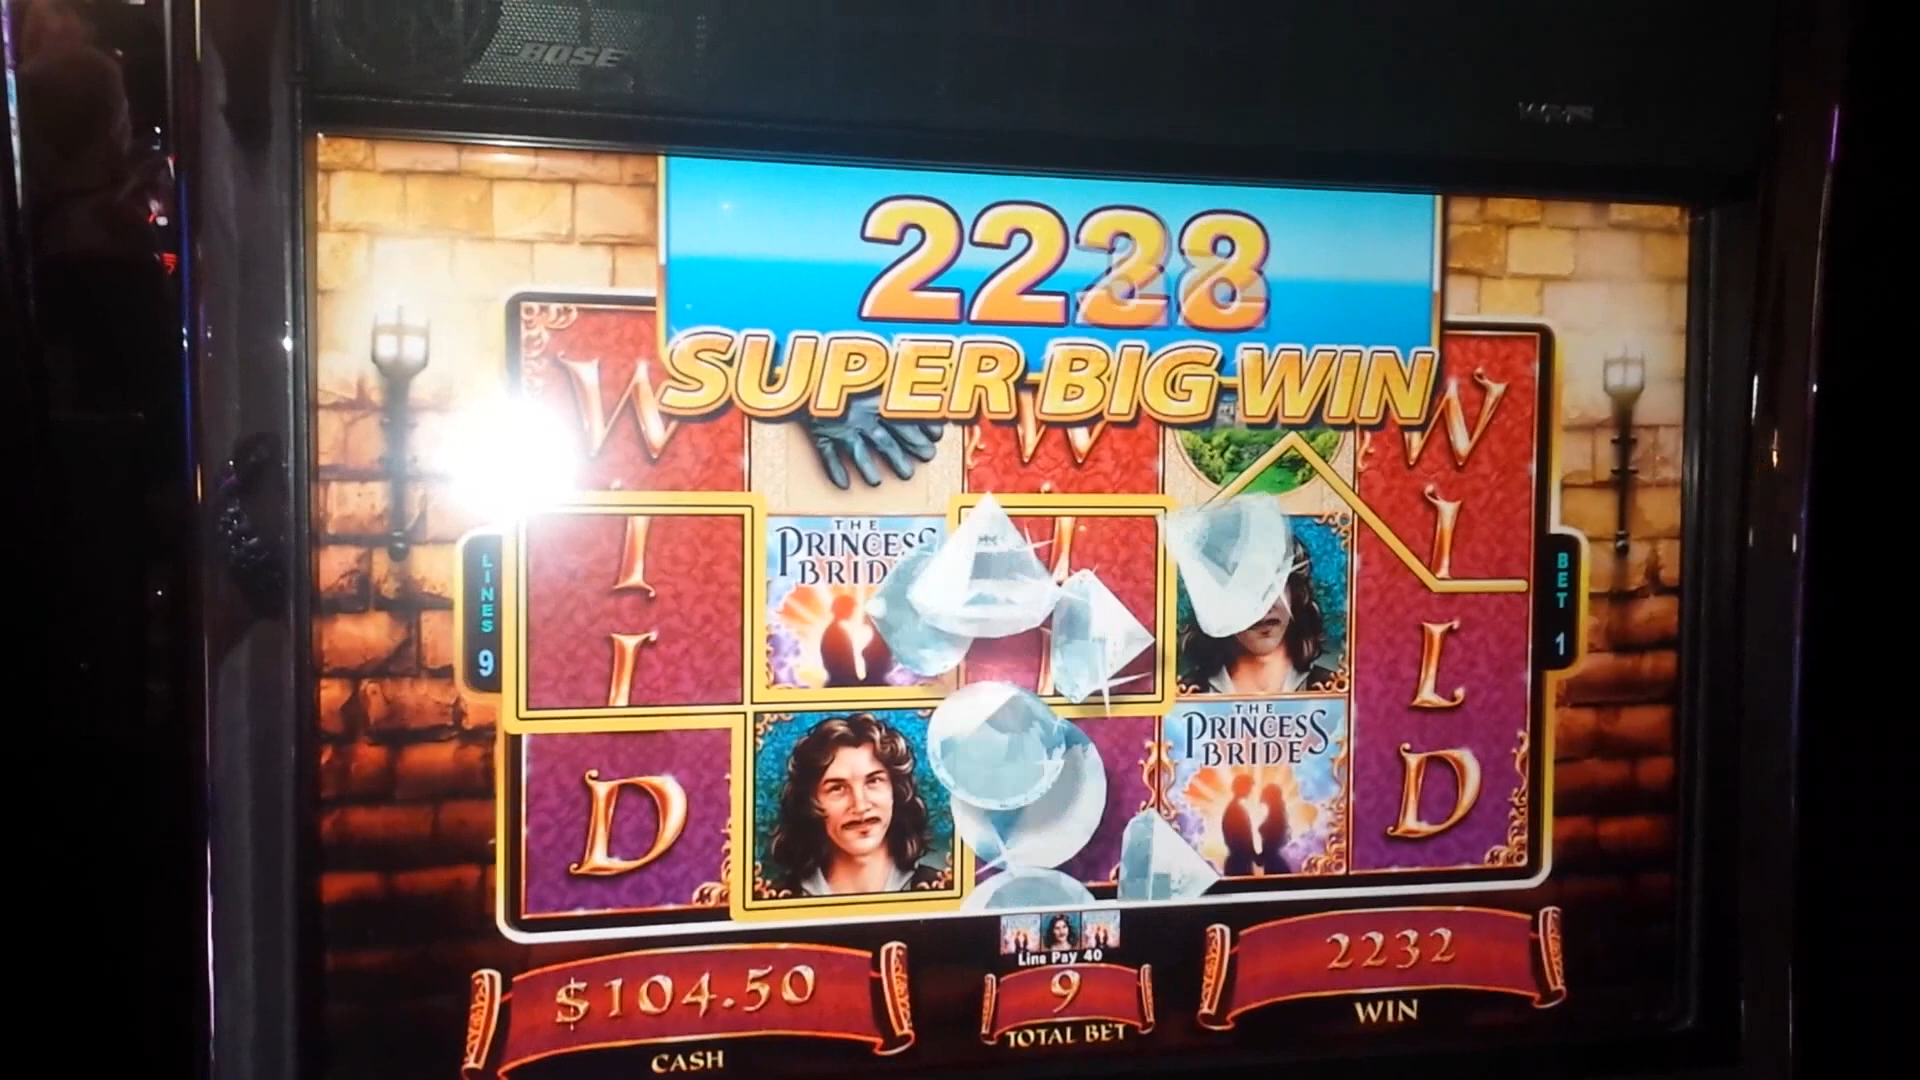 BOSE
2238
SUPER BIG WIN
W W W
I I I
THE
PRINCESS
BRIDE
L L
D D
THE
PRINCESS
BRIDE
LINES
9
BET
1
Line Pay 40
$104.50
CASH
9
TOTAL BET
2232
WIN